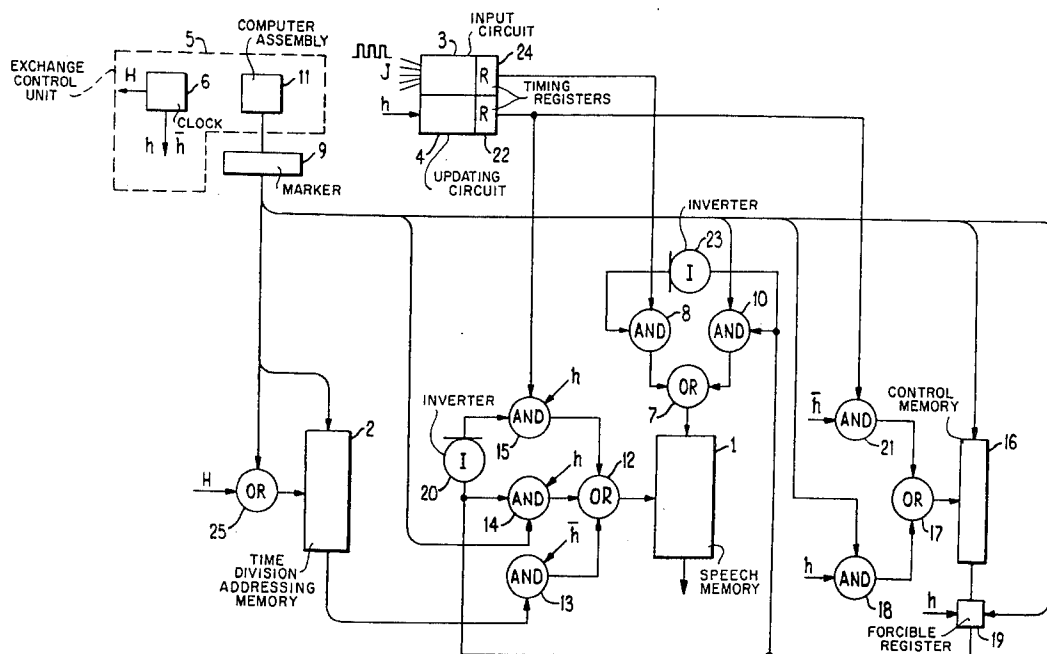 COMPUTER
ASSEMBLY
5
INPUT
CIRCUIT
3
24
J
R
EXCHANGE
CONTROL
UNIT
H
6
11
TIMING
REGISTERS
h
R
CLOCK
h
h̄
4
22
UPDATING
CIRCUIT
9
MARKER
INVERTER
23
I
8
10
AND
AND
OR
7
CONTROL
MEMORY
INVERTER
2
AND
h
15
12
1
h̄
AND
21
16
I
20
H
OR
25
h
AND
14
OR
OR
17
h̄
TIME
DIVISION
ADDRESSING
MEMORY
AND
13
SPEECH
MEMORY
h
AND
18
h
FORCIBLE
REGISTER
19